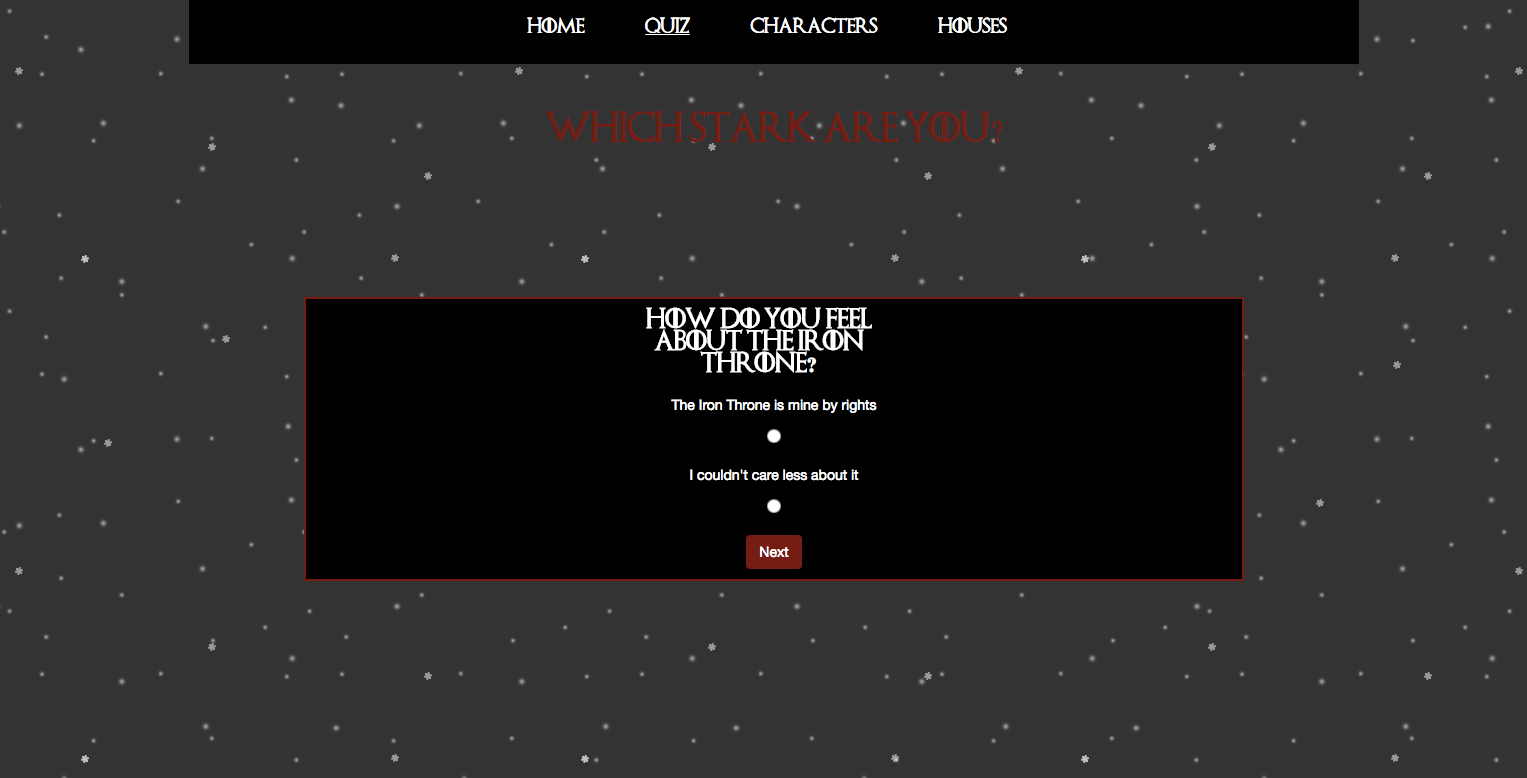 HOME QUIZ CHARACTERS HOUSES
WHICH STARK ARE YOU?
HOW DO YOU FEEL
ABOUT THE IRON
THRONE?
The Iron Throne is mine by rights
I couldn't care less about it
Next